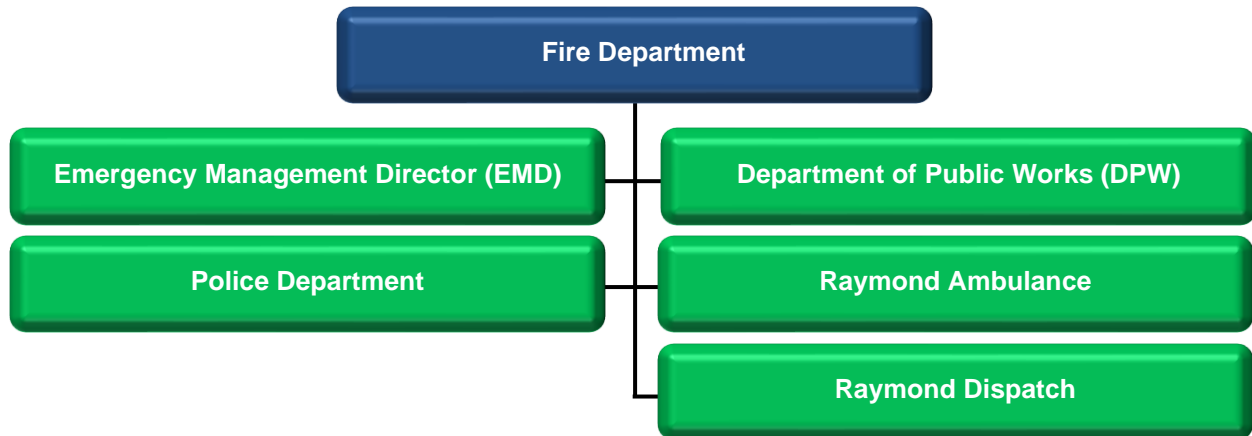 Fire Department
Emergency Management Director (EMD)
Department of Public Works (DPW)
Police Department
Raymond Ambulance
Raymond Dispatch